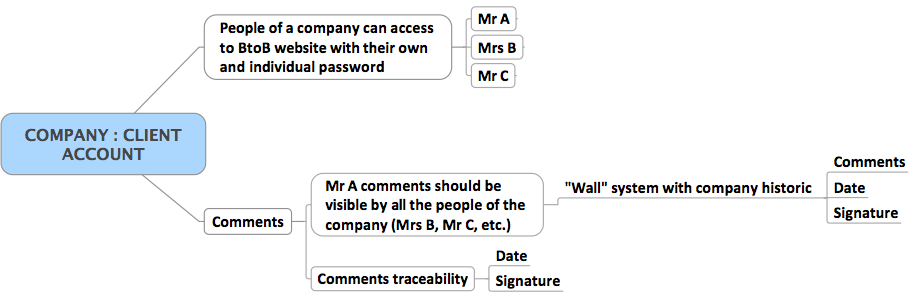 People of a company can access
to BtoB website with their own
and individual password
Mr A
Mrs B
Mr C
COMPANY : CLIENT
ACCOUNT
Comments
Mr A comments should be
visible by all the people of the
company (Mrs B, Mr C, etc.)
"Wall" system with company historic
Comments
Date
Signature
Comments traceability
Date
Signature